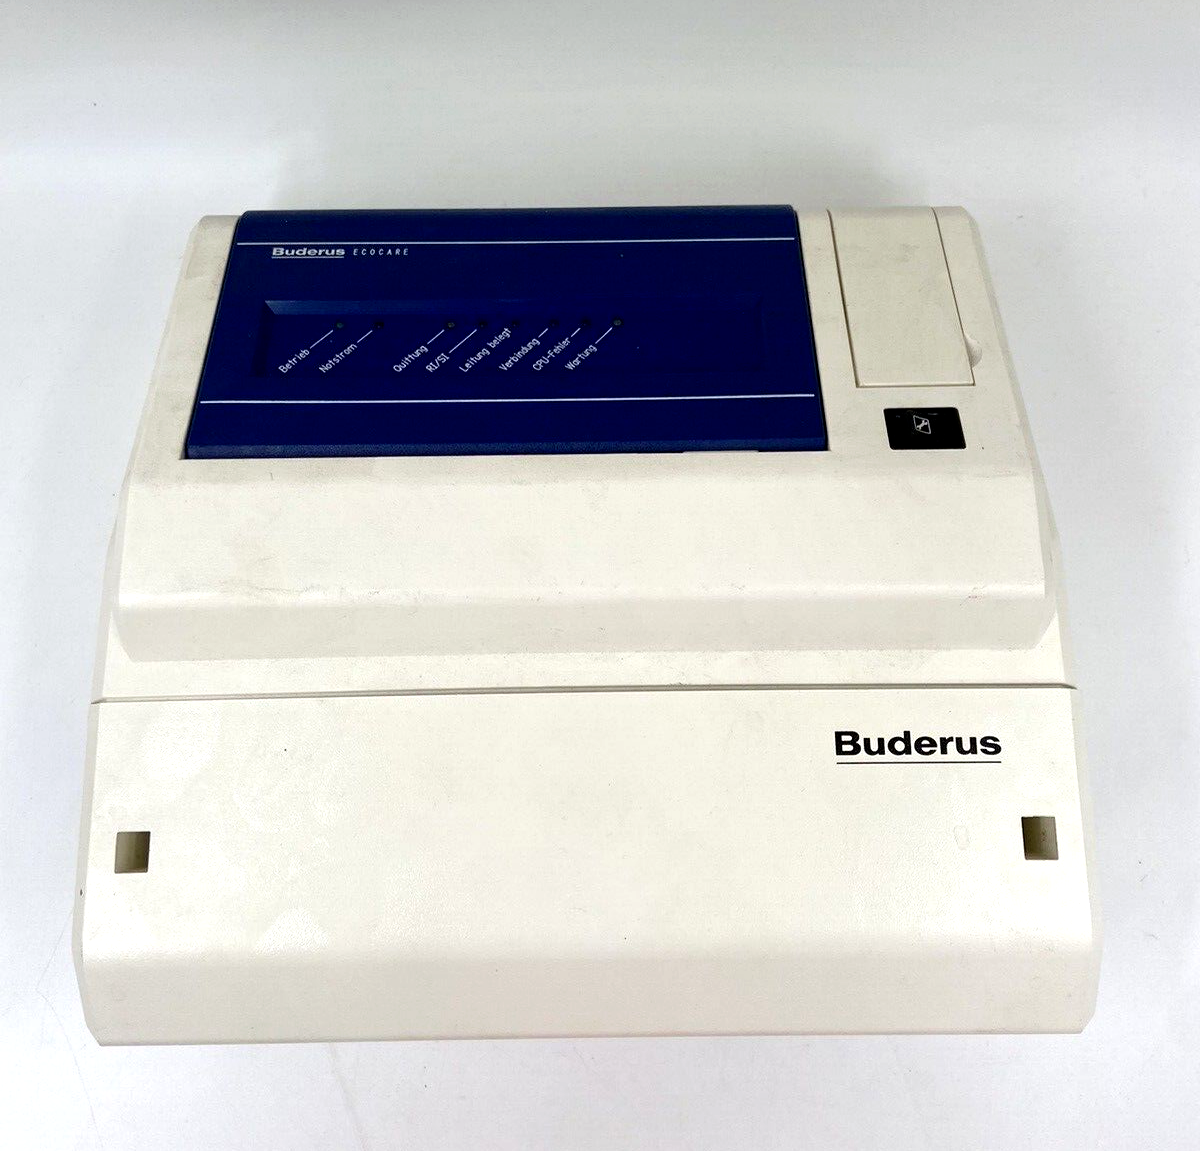 Buderus ECOCARE
Betrieb
Notstrom
Quittung
RI/SI
Leitung belegt
Verbindung
CPU-Fehler
Wartung
Buderus